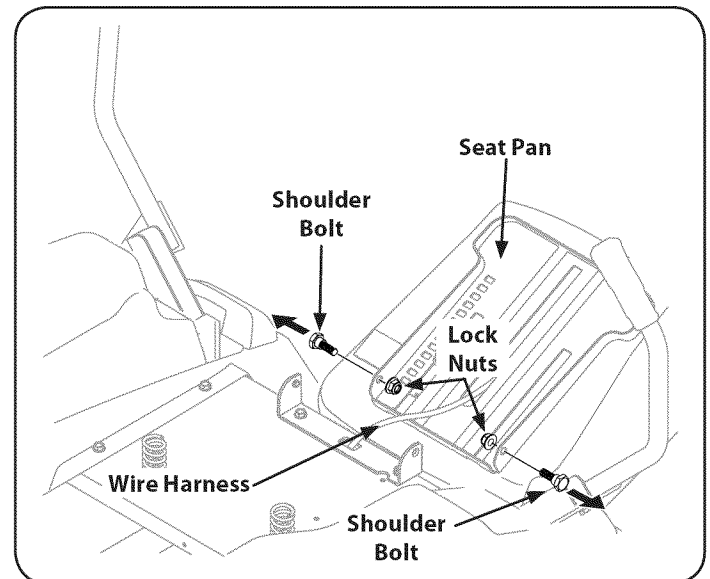 Seat Pan
Shoulder
Bolt
Lock
Nuts
Wire Harness
Shoulder
Bolt